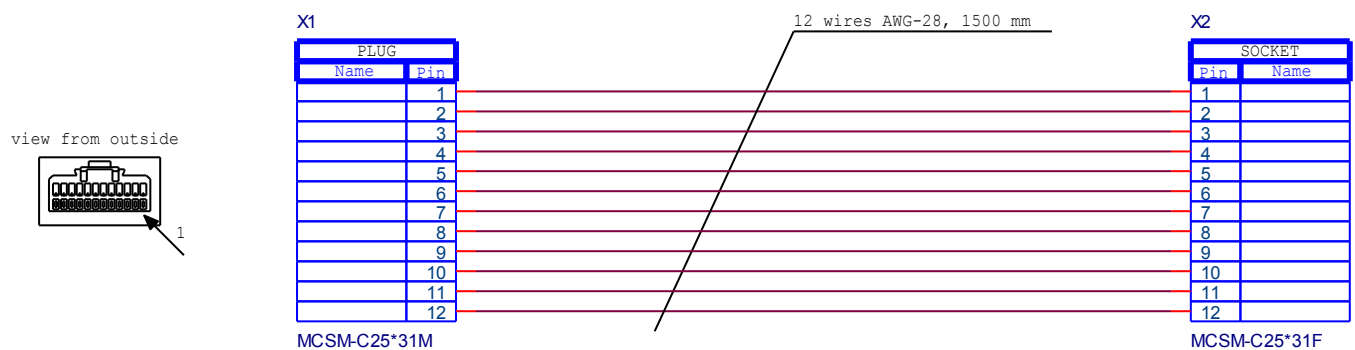 X1
12 wires AWG-28, 1500 mm
X2
PLUG
SOCKET
Name Pin
Pin Name
1 1
2 2
3 3
view from outside
4 4
5 5
6 6
7 7
1
8 8
9 9
10 10
11 11
12 12
MCSM-C25*31M
MCSM-C25*31F